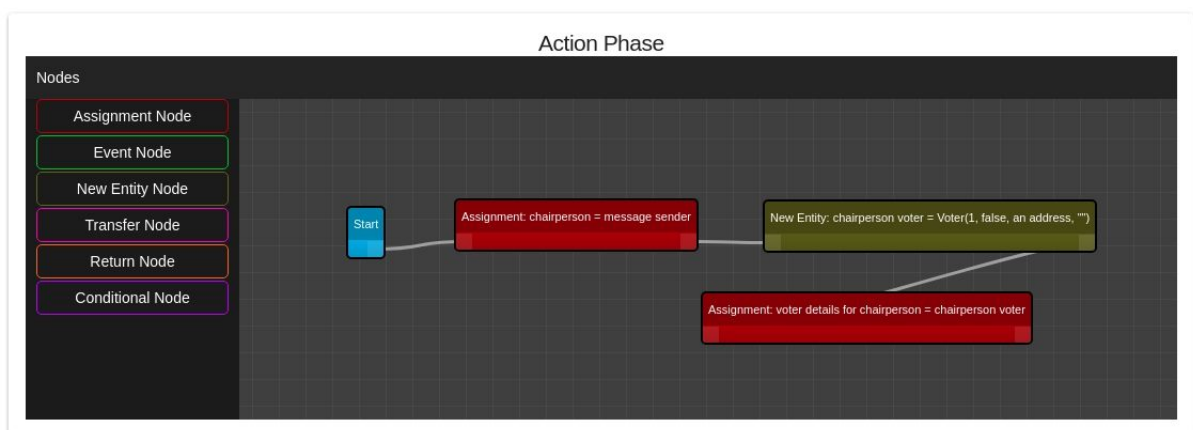 Action Phase
Nodes
Assignment Node
Event Node
New Entity Node
Transfer Node
Return Node
Conditional Node
Start
Assignment: chairperson = message sender
New Entity: chairperson voter = Voter(1, false, an address, "")
Assignment: voter details for chairperson = chairperson voter